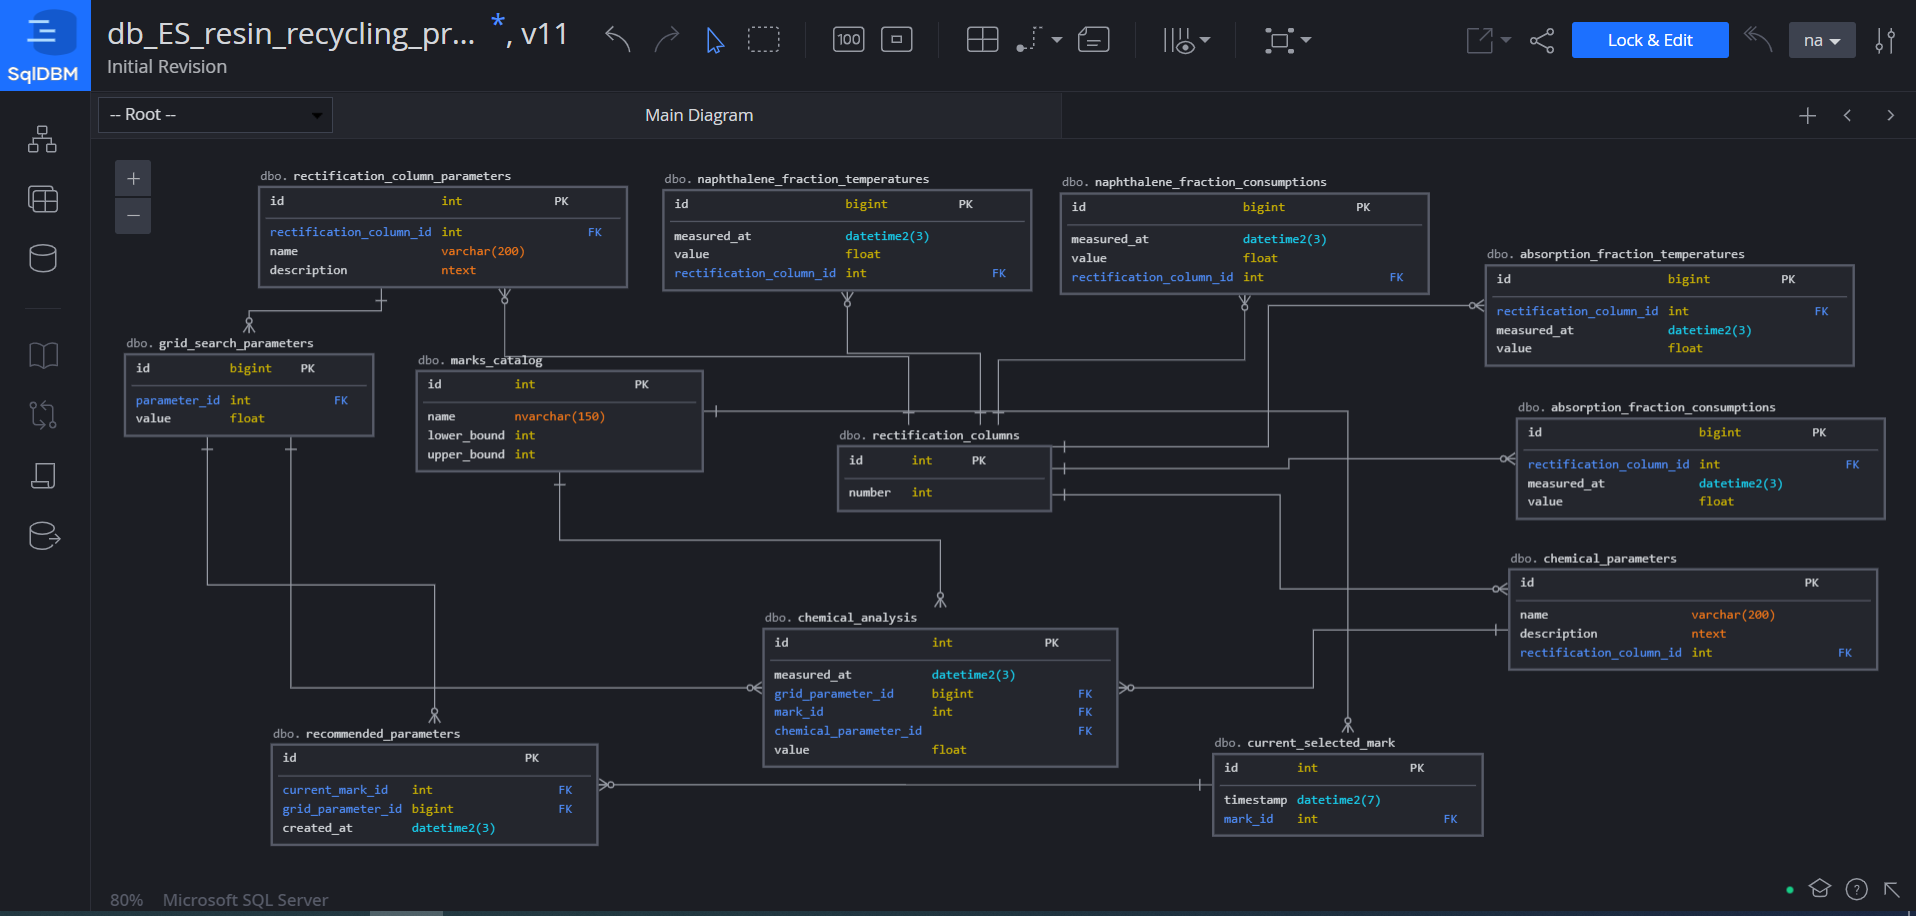 db_ES_resin_recycling_pr... *, v11
Initial Revision
SqlDBM
100
Lock & Edit
na
-- Root --
Main Diagram
+
−
dbo. rectification_column_parameters
id int PK
rectification_column_id int FK
name varchar(200)
description ntext
dbo. naphthalene_fraction_temperatures
id bigint PK
measured_at datetime2(3)
value float
rectification_column_id int FK
dbo. naphthalene_fraction_consumptions
id bigint PK
measured_at datetime2(3)
value float
rectification_column_id int FK
dbo. absorption_fraction_temperatures
id bigint PK
rectification_column_id int FK
measured_at datetime2(3)
value float
dbo. grid_search_parameters
id bigint PK
parameter_id int FK
value float
dbo. marks_catalog
id int PK
name nvarchar(150)
lower_bound int
upper_bound int
dbo. rectification_columns
id int PK
number int
dbo. absorption_fraction_consumptions
id bigint PK
rectification_column_id int FK
measured_at datetime2(3)
value float
dbo. chemical_parameters
id PK
name varchar(200)
description ntext
rectification_column_id int FK
dbo. chemical_analysis
id int PK
measured_at datetime2(3)
grid_parameter_id bigint FK
mark_id int FK
chemical_parameter_id FK
value float
dbo. recommended_parameters
id PK
current_mark_id int FK
grid_parameter_id bigint FK
created_at datetime2(3)
dbo. current_selected_mark
id int PK
timestamp datetime2(7)
mark_id int FK
80% Microsoft SQL Server